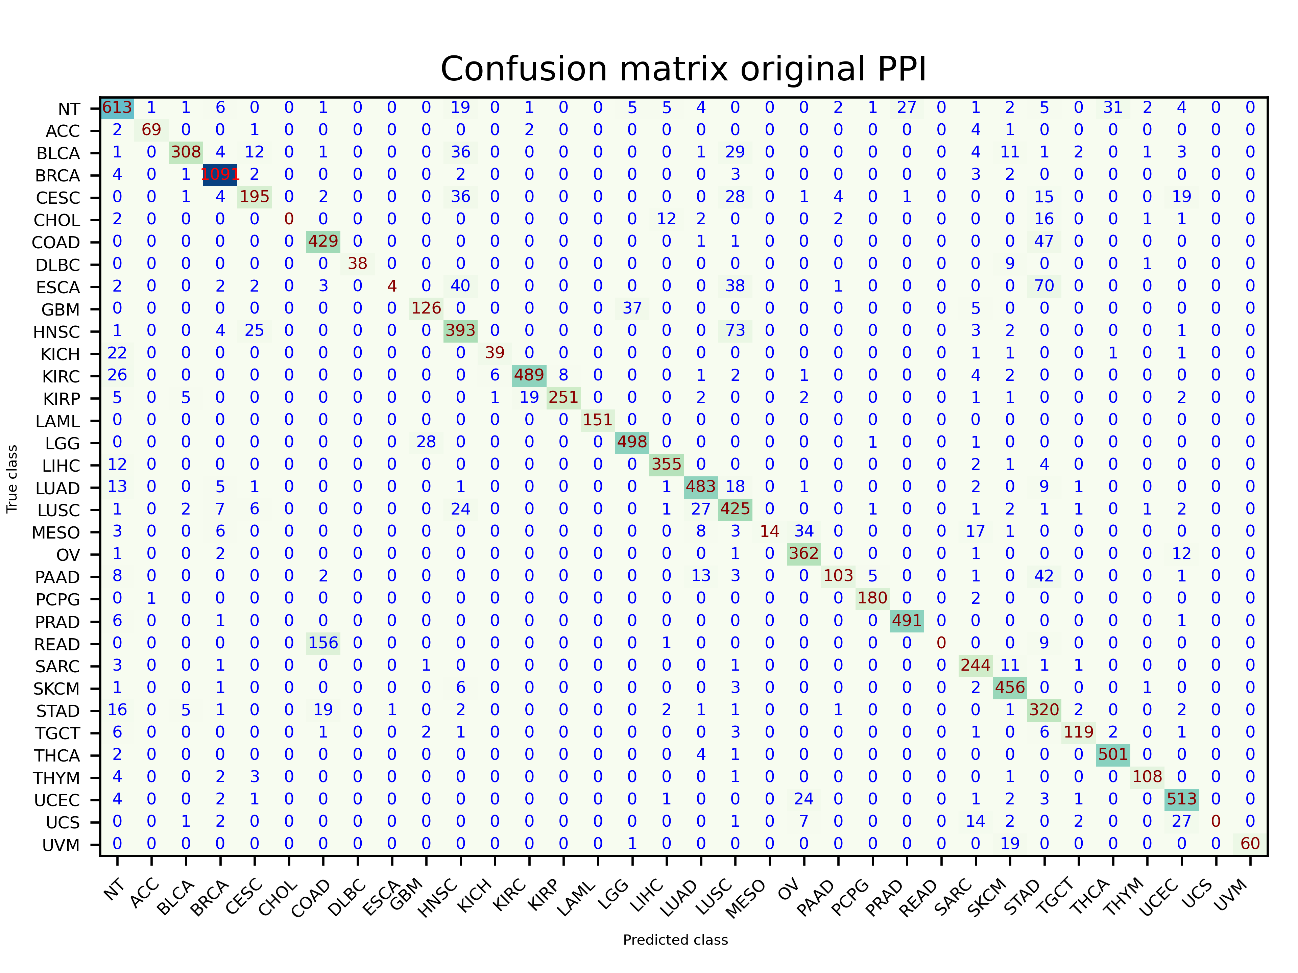 Confusion matrix original PPI
NT 613 1 1 6 0 0 1 0 0 0 19 0 1 0 0 5 5 4 0 0 0 2 1 27 0 1 2 5 0 31 2 4 0 0
ACC 2 69 0 0 1 0 0 0 0 0 0 0 2 0 0 0 0 0 0 0 0 0 0 0 0 4 1 0 0 0 0 0 0 0
BLCA 1 0 308 4 12 0 1 0 0 0 36 0 0 0 0 0 0 1 29 0 0 0 0 0 0 4 11 1 2 0 1 3 0 0
BRCA 4 0 1 1091 2 0 0 0 0 0 2 0 0 0 0 0 0 0 3 0 0 0 0 0 0 3 2 0 0 0 0 0 0 0
CESC 0 0 1 4 195 0 2 0 0 0 36 0 0 0 0 0 0 0 28 0 1 4 0 1 0 0 0 15 0 0 0 19 0 0
CHOL 2 0 0 0 0 0 0 0 0 0 0 0 0 0 0 0 12 2 0 0 0 2 0 0 0 0 0 16 0 0 1 1 0 0
COAD 0 0 0 0 0 0 429 0 0 0 0 0 0 0 0 0 0 1 1 0 0 0 0 0 0 0 0 47 0 0 0 0 0 0
DLBC 0 0 0 0 0 0 0 38 0 0 0 0 0 0 0 0 0 0 0 0 0 0 0 0 0 0 9 0 0 0 1 0 0 0
ESCA 2 0 0 2 2 0 3 0 4 0 40 0 0 0 0 0 0 0 38 0 0 1 0 0 0 0 0 70 0 0 0 0 0 0
GBM 0 0 0 0 0 0 0 0 0 126 0 0 0 0 0 37 0 0 0 0 0 0 0 0 0 5 0 0 0 0 0 0 0 0
HNSC 1 0 0 4 25 0 0 0 0 0 393 0 0 0 0 0 0 0 73 0 0 0 0 0 0 3 2 0 0 0 0 1 0 0
KICH 22 0 0 0 0 0 0 0 0 0 0 39 0 0 0 0 0 0 0 0 0 0 0 0 0 1 1 0 0 1 0 1 0 0
KIRC 26 0 0 0 0 0 0 0 0 0 0 6 489 8 0 0 0 1 2 0 1 0 0 0 0 4 2 0 0 0 0 0 0 0
KIRP 5 0 5 0 0 0 0 0 0 0 0 1 19 251 0 0 0 2 0 0 2 0 0 0 0 1 1 0 0 0 0 2 0 0
LAML 0 0 0 0 0 0 0 0 0 0 0 0 0 0 151 0 0 0 0 0 0 0 0 0 0 0 0 0 0 0 0 0 0 0
LGG 0 0 0 0 0 0 0 0 0 28 0 0 0 0 0 498 0 0 0 0 0 0 1 0 0 1 0 0 0 0 0 0 0 0
LIHC 12 0 0 0 0 0 0 0 0 0 0 0 0 0 0 0 355 0 0 0 0 0 0 0 0 2 1 4 0 0 0 0 0 0
LUAD 13 0 0 5 1 0 0 0 0 0 1 0 0 0 0 0 1 483 18 0 1 0 0 0 0 2 0 9 1 0 0 0 0 0
LUSC 1 0 2 7 6 0 0 0 0 0 24 0 0 0 0 0 1 27 425 0 0 0 1 0 0 1 2 1 1 0 1 2 0 0
MESO 3 0 0 6 0 0 0 0 0 0 0 0 0 0 0 0 0 8 3 14 34 0 0 0 0 17 1 0 0 0 0 0 0 0
OV 1 0 0 2 0 0 0 0 0 0 0 0 0 0 0 0 0 0 1 0 362 0 0 0 0 1 0 0 0 0 0 12 0 0
PAAD 8 0 0 0 0 0 2 0 0 0 0 0 0 0 0 0 0 13 3 0 0 103 5 0 0 1 0 42 0 0 0 1 0 0
PCPG 0 1 0 0 0 0 0 0 0 0 0 0 0 0 0 0 0 0 0 0 0 0 180 0 0 2 0 0 0 0 0 0 0 0
PRAD 6 0 0 1 0 0 0 0 0 0 0 0 0 0 0 0 0 0 0 0 0 0 0 491 0 0 0 0 0 0 0 1 0 0
READ 0 0 0 0 0 0 156 0 0 0 0 0 0 0 0 0 1 0 0 0 0 0 0 0 0 0 0 9 0 0 0 0 0 0
SARC 3 0 0 1 0 0 0 0 0 1 0 0 0 0 0 0 0 0 1 0 0 0 0 0 0 244 11 1 1 0 0 0 0 0
SKCM 1 0 0 1 0 0 0 0 0 0 6 0 0 0 0 0 0 0 3 0 0 0 0 0 0 2 456 0 0 0 1 0 0 0
STAD 16 0 5 1 0 0 19 0 1 0 2 0 0 0 0 0 2 1 1 0 0 1 0 0 0 0 1 320 2 0 0 2 0 0
TGCT 6 0 0 0 0 0 1 0 0 2 1 0 0 0 0 0 0 0 3 0 0 0 0 0 0 1 0 6 119 2 0 1 0 0
THCA 2 0 0 0 0 0 0 0 0 0 0 0 0 0 0 0 0 4 1 0 0 0 0 0 0 0 0 0 0 501 0 0 0 0
THYM 4 0 0 2 3 0 0 0 0 0 0 0 0 0 0 0 0 0 1 0 0 0 0 0 0 0 1 0 0 0 108 0 0 0
UCEC 4 0 0 2 1 0 0 0 0 0 0 0 0 0 0 0 1 0 0 0 24 0 0 0 0 1 2 3 1 0 0 513 0 0
UCS 0 0 1 2 0 0 0 0 0 0 0 0 0 0 0 0 0 0 1 0 7 0 0 0 0 14 2 0 2 0 0 27 0 0
UVM 0 0 0 0 0 0 0 0 0 0 0 0 0 0 0 1 0 0 0 0 0 0 0 0 0 0 19 0 0 0 0 0 0 60
True class
NT ACC BLCA BRCA CESC CHOL COAD DLBC ESCA GBM HNSC KICH KIRC KIRP LAML LGG LIHC LUAD LUSC MESO OV PAAD PCPG PRAD READ SARC SKCM STAD TGCT THCA THYM UCEC UCS UVM
Predicted class